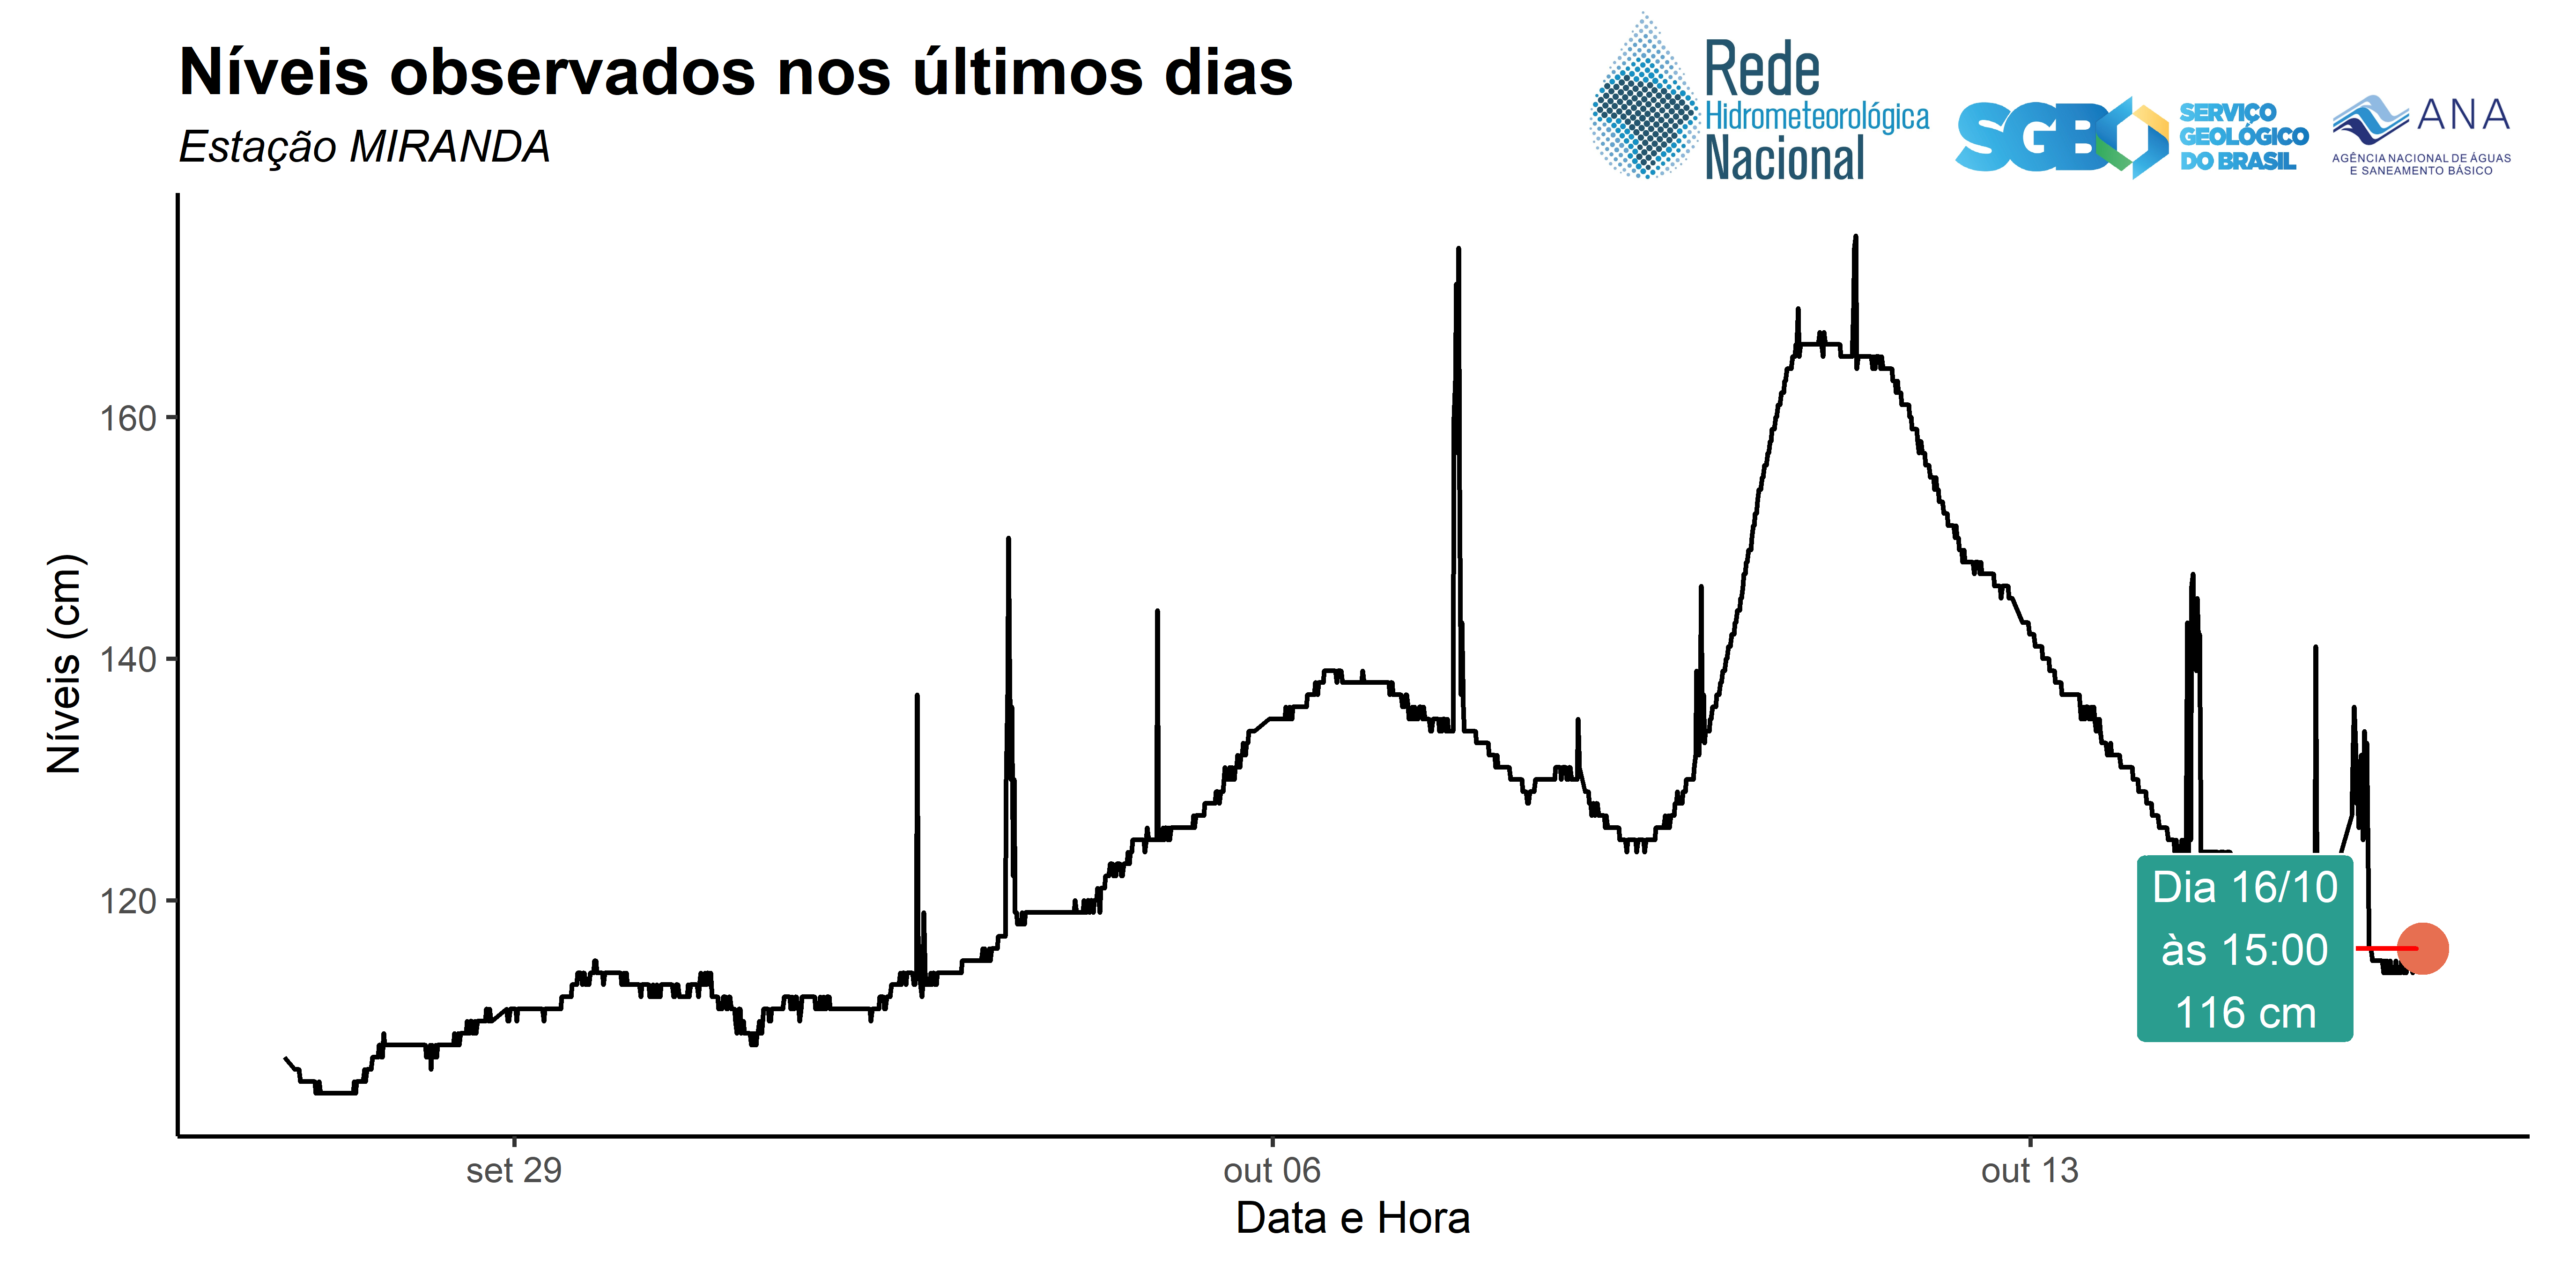 Níveis observados nos últimos dias
Estação MIRANDA
Rede
Hidrometeorológica
Nacional
SGB
SERVIÇO
GEOLÓGICO
DO BRASIL
ANA
AGÊNCIA NACIONAL DE ÁGUAS
E SANEAMENTO BÁSICO
Níveis (cm)
160
140
120
Dia 16/10
às 15:00
116 cm
set 29
out 06
out 13
Data e Hora